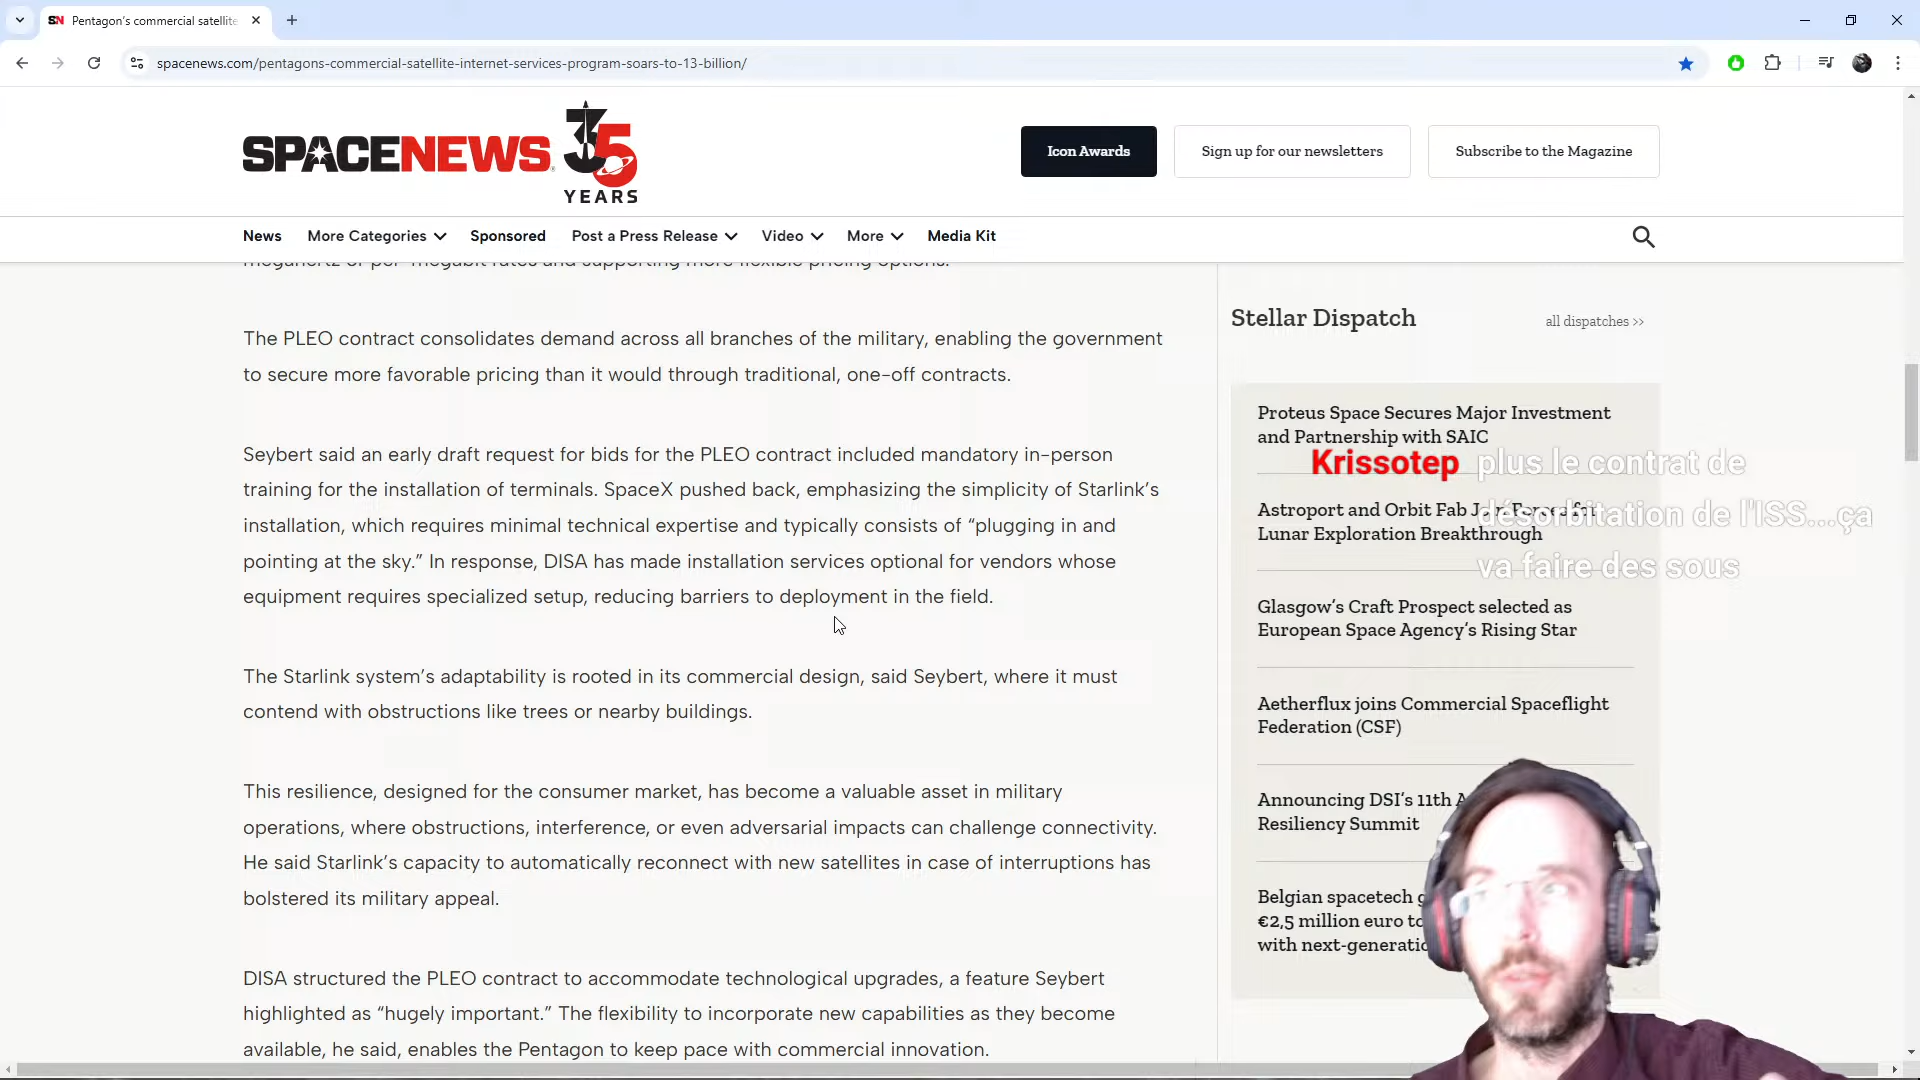 SN Pentagon's commercial satellite
spacenews.com/pentagons-commercial-satellite-internet-services-program-soars-to-13-billion/
SPACENEWS 35 YEARS
Icon Awards
Sign up for our newsletters
Subscribe to the Magazine
News
More Categories
Sponsored
Post a Press Release
Video
More
Media Kit
megahertz or per-megabit rates and supporting more flexible pricing options.
The PLEO contract consolidates demand across all branches of the military, enabling the government
to secure more favorable pricing than it would through traditional, one-off contracts.
Seybert said an early draft request for bids for the PLEO contract included mandatory in-person
training for the installation of terminals. SpaceX pushed back, emphasizing the simplicity of Starlink's
installation, which requires minimal technical expertise and typically consists of “plugging in and
pointing at the sky.” In response, DISA has made installation services optional for vendors whose
equipment requires specialized setup, reducing barriers to deployment in the field.
The Starlink system's adaptability is rooted in its commercial design, said Seybert, where it must
contend with obstructions like trees or nearby buildings.
This resilience, designed for the consumer market, has become a valuable asset in military
operations, where obstructions, interference, or even adversarial impacts can challenge connectivity.
He said Starlink's capacity to automatically reconnect with new satellites in case of interruptions has
bolstered its military appeal.
DISA structured the PLEO contract to accommodate technological upgrades, a feature Seybert
highlighted as “hugely important.” The flexibility to incorporate new capabilities as they become
available, he said, enables the Pentagon to keep pace with commercial innovation.
Stellar Dispatch
all dispatches >>
Proteus Space Secures Major Investment
and Partnership with SAIC
Krissotep plus le contrat de
désorbitation de l'ISS...ça
va faire des sous
Astroport and Orbit Fab Join Forces for
Lunar Exploration Breakthrough
Glasgow's Craft Prospect selected as
European Space Agency's Rising Star
Aetherflux joins Commercial Spaceflight
Federation (CSF)
Announcing DSI's 11th
Resiliency Summit
Belgian spacetech
€2,5 million euro to
with